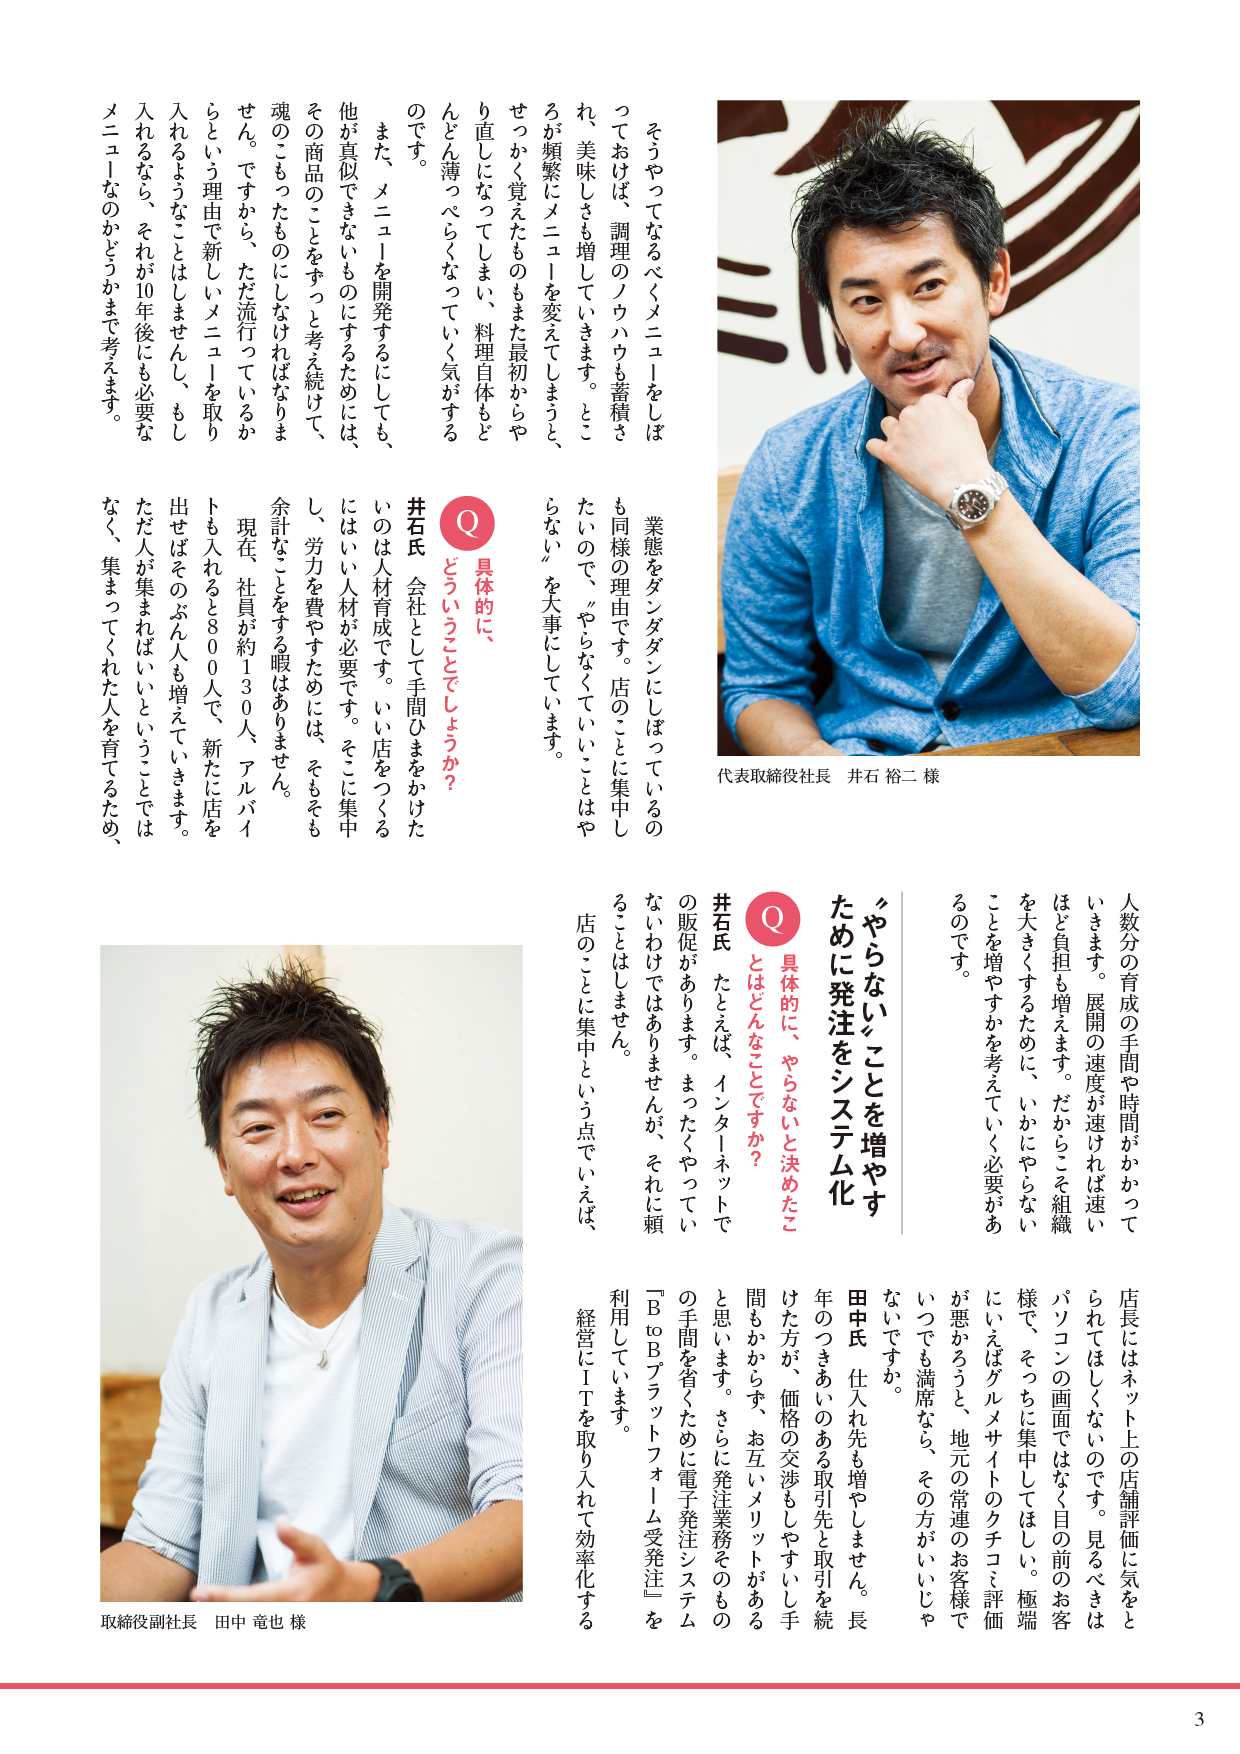 そうやってなるべくメニューをしぼ
っておけば、調理のノウハウも蓄積さ
れ、美味しさも増していきます。とこ
ろが頻繁にメニューを変えてしまうと、
せっかく覚えたものもまた最初からや
り直しになってしまい、料理自体もど
んどん薄っぺらくなっていく気がする
のです。
また、メニューを開発するにしても、
他が真似できないものにするためには、
その商品のことをずっと考え続けて、
魂のこもったものにしなければなりま
せん。ですから、ただ流行っているか
らという理由で新しいメニューを取り
入れるようなことはしませんし、もし
入れるなら、それが10年後にも必要な
メニューなのかどうかまで考えます。
代表取締役社長　井石 裕二 様
業態をダンダダンにしぼっているの
も同様の理由です。店のことに集中し
たいので、〝やらなくていいことはや
らない〟を大事にしています。
Q
具体的に、
どういうことでしょうか？
井石氏　会社として手間ひまをかけた
いのは人材育成です。いい店をつくる
にはいい人材が必要です。そこに集中
し、労力を費やすためには、そもそも
余計なことをする暇はありません。
現在、社員が約１３０人、アルバイ
トも入れると８００人で、新たに店を
出せばそのぶん人も増えていきます。
ただ人が集まればいいということでは
なく、集まってくれた人を育てるため、
人数分の育成の手間や時間がかかって
いきます。展開の速度が速ければ速い
ほど負担も増えます。だからこそ組織
を大きくするために、いかにやらない
ことを増やすかを考えていく必要があ
るのです。
〝やらない〟ことを増やす
ために発注をシステム化
Q
具体的に、やらないと決めたこ
とはどんなことですか？
井石氏　たとえば、インターネットで
の販促があります。まったくやってい
ないわけではありませんが、それに頼
ることはしません。
店のことに集中という点でいえば、
店長にはネット上の店舗評価に気をと
られてほしくないのです。見るべきは
パソコンの画面ではなく目の前のお客
様で、そっちに集中してほしい。極端
にいえばグルメサイトのクチコミ評価
が悪かろうと、地元の常連のお客様で
いつでも満席なら、その方がいいじゃ
ないですか。
田中氏　仕入れ先も増やしません。長
年のつきあいのある取引先と取引を続
けた方が、価格の交渉もしやすいし手
間もかからず、お互いメリットがある
と思います。さらに発注業務そのもの
の手間を省くために電子発注システム
『ＢtoＢプラットフォーム受発注』を
利用しています。
経営にＩＴを取り入れて効率化する
取締役副社長　田中 竜也 様
3